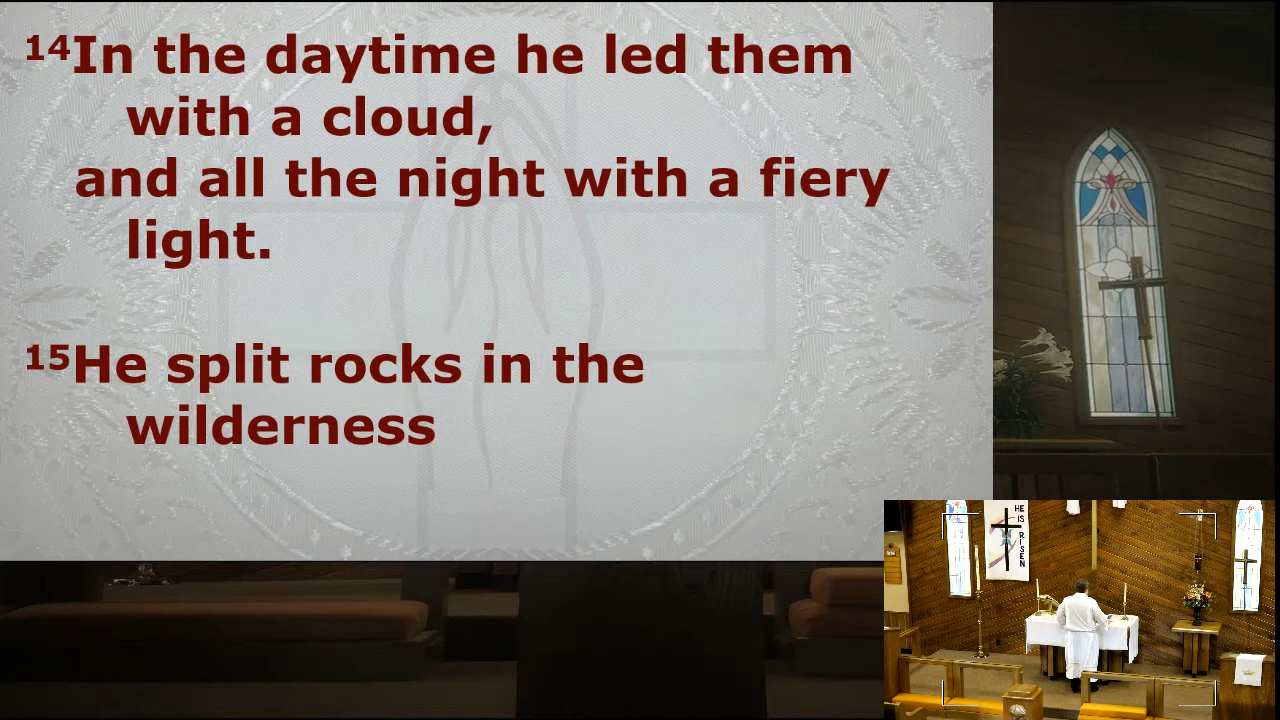 14In the daytime he led them
with a cloud,
and all the night with a fiery
light.
15He split rocks in the
wilderness
HE
IS
RISEN